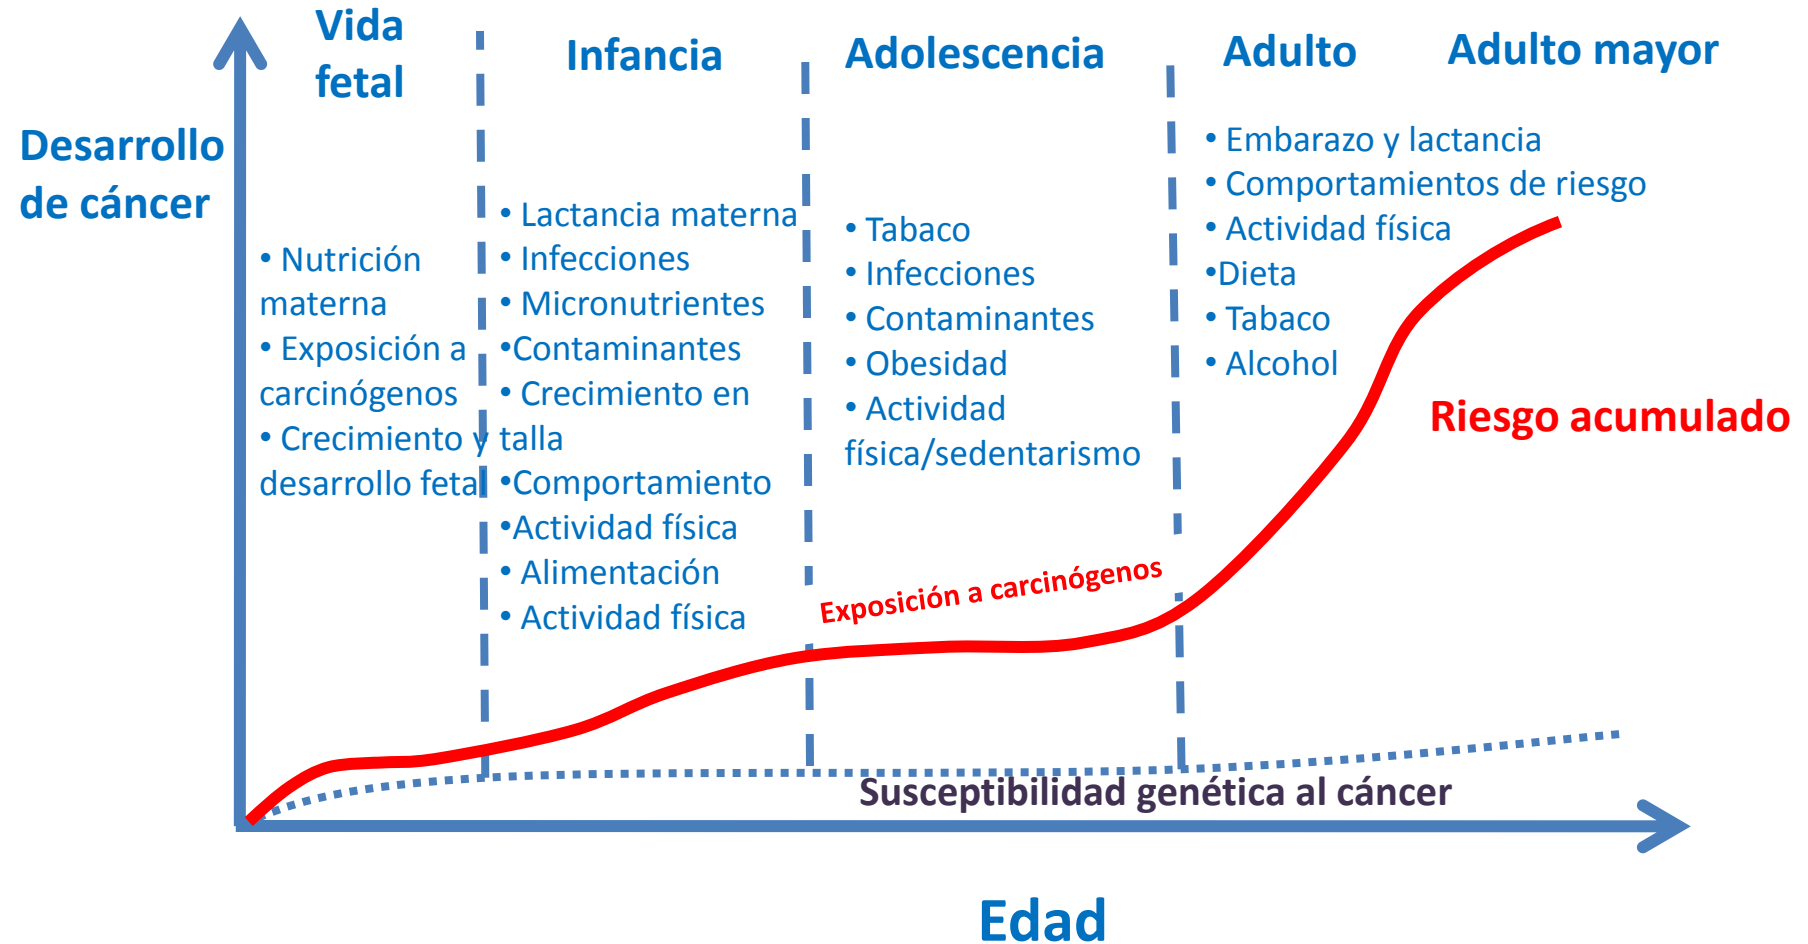 Vida
fetal
Infancia
Adolescencia
Adulto
Adulto mayor
Desarrollo
de cáncer
• Nutrición
materna
• Exposición a
carcinógenos
• Crecimiento y
desarrollo fetal
• Lactancia materna
• Infecciones
• Micronutrientes
•Contaminantes
• Crecimiento en
talla
•Comportamiento
•Actividad física
• Alimentación
• Actividad física
• Tabaco
• Infecciones
• Contaminantes
• Obesidad
• Actividad
física/sedentarismo
• Embarazo y lactancia
• Comportamientos de riesgo
• Actividad física
•Dieta
• Tabaco
• Alcohol
Riesgo acumulado
Exposición a carcinógenos
Susceptibilidad genética al cáncer
Edad